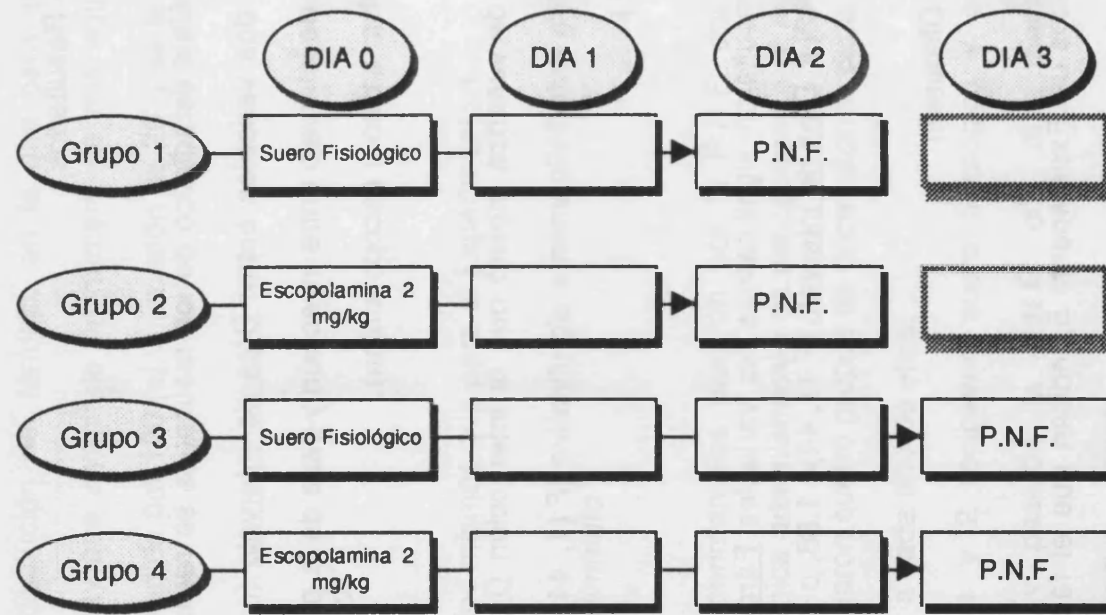 DIA 0
DIA 1
DIA 2
DIA 3
Grupo 1
Suero Fisiológico
P.N.F.
Grupo 2
Escopolamina 2
mg/kg
P.N.F.
Grupo 3
Suero Fisiológico
P.N.F.
Grupo 4
Escopolamina 2
mg/kg
P.N.F.